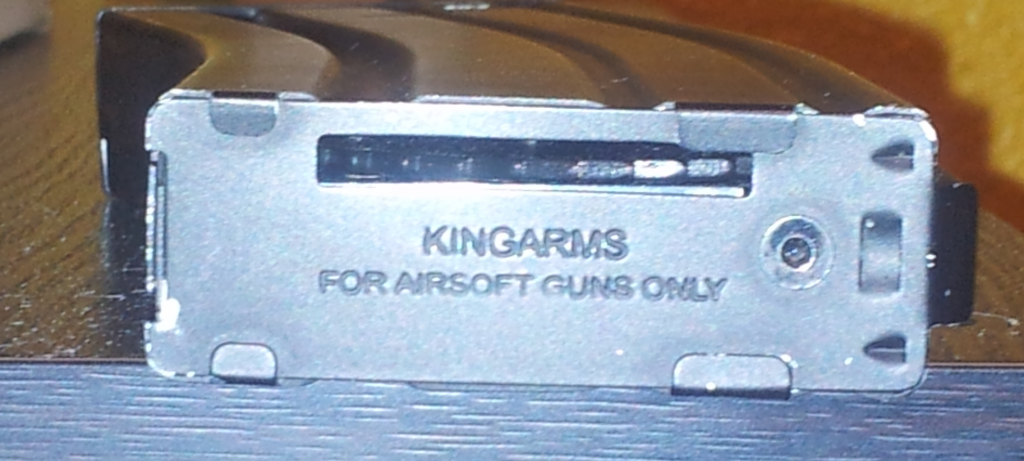 KINGARMS
FOR AIRSOFT GUNS ONLY